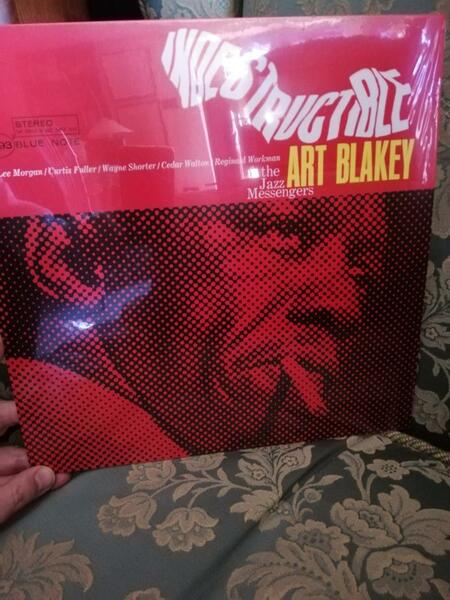 INDESTRUCTIBLE
STEREO
93 BLUE NOTE
Lee Morgan / Curtis Fuller / Wayne Shorter / Cedar Walton / Reginald Workman
ART BLAKEY
& the
Jazz
Messengers